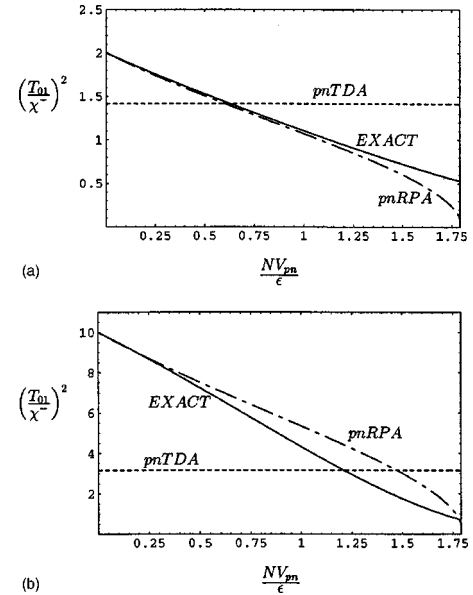 2.5
2
1.5
1
0.5
(T₀₁/χ⁻)²
pnTDA
EXACT
pnRPA
0.25 0.5 0.75 1 1.25 1.5 1.75
(a)
NVₚₙ/ϵ
10
8
6
4
2
(T₀₁/χ⁻)²
EXACT
pnRPA
pnTDA
0.25 0.5 0.75 1 1.25 1.5 1.75
(b)
NVₚₙ/ϵ